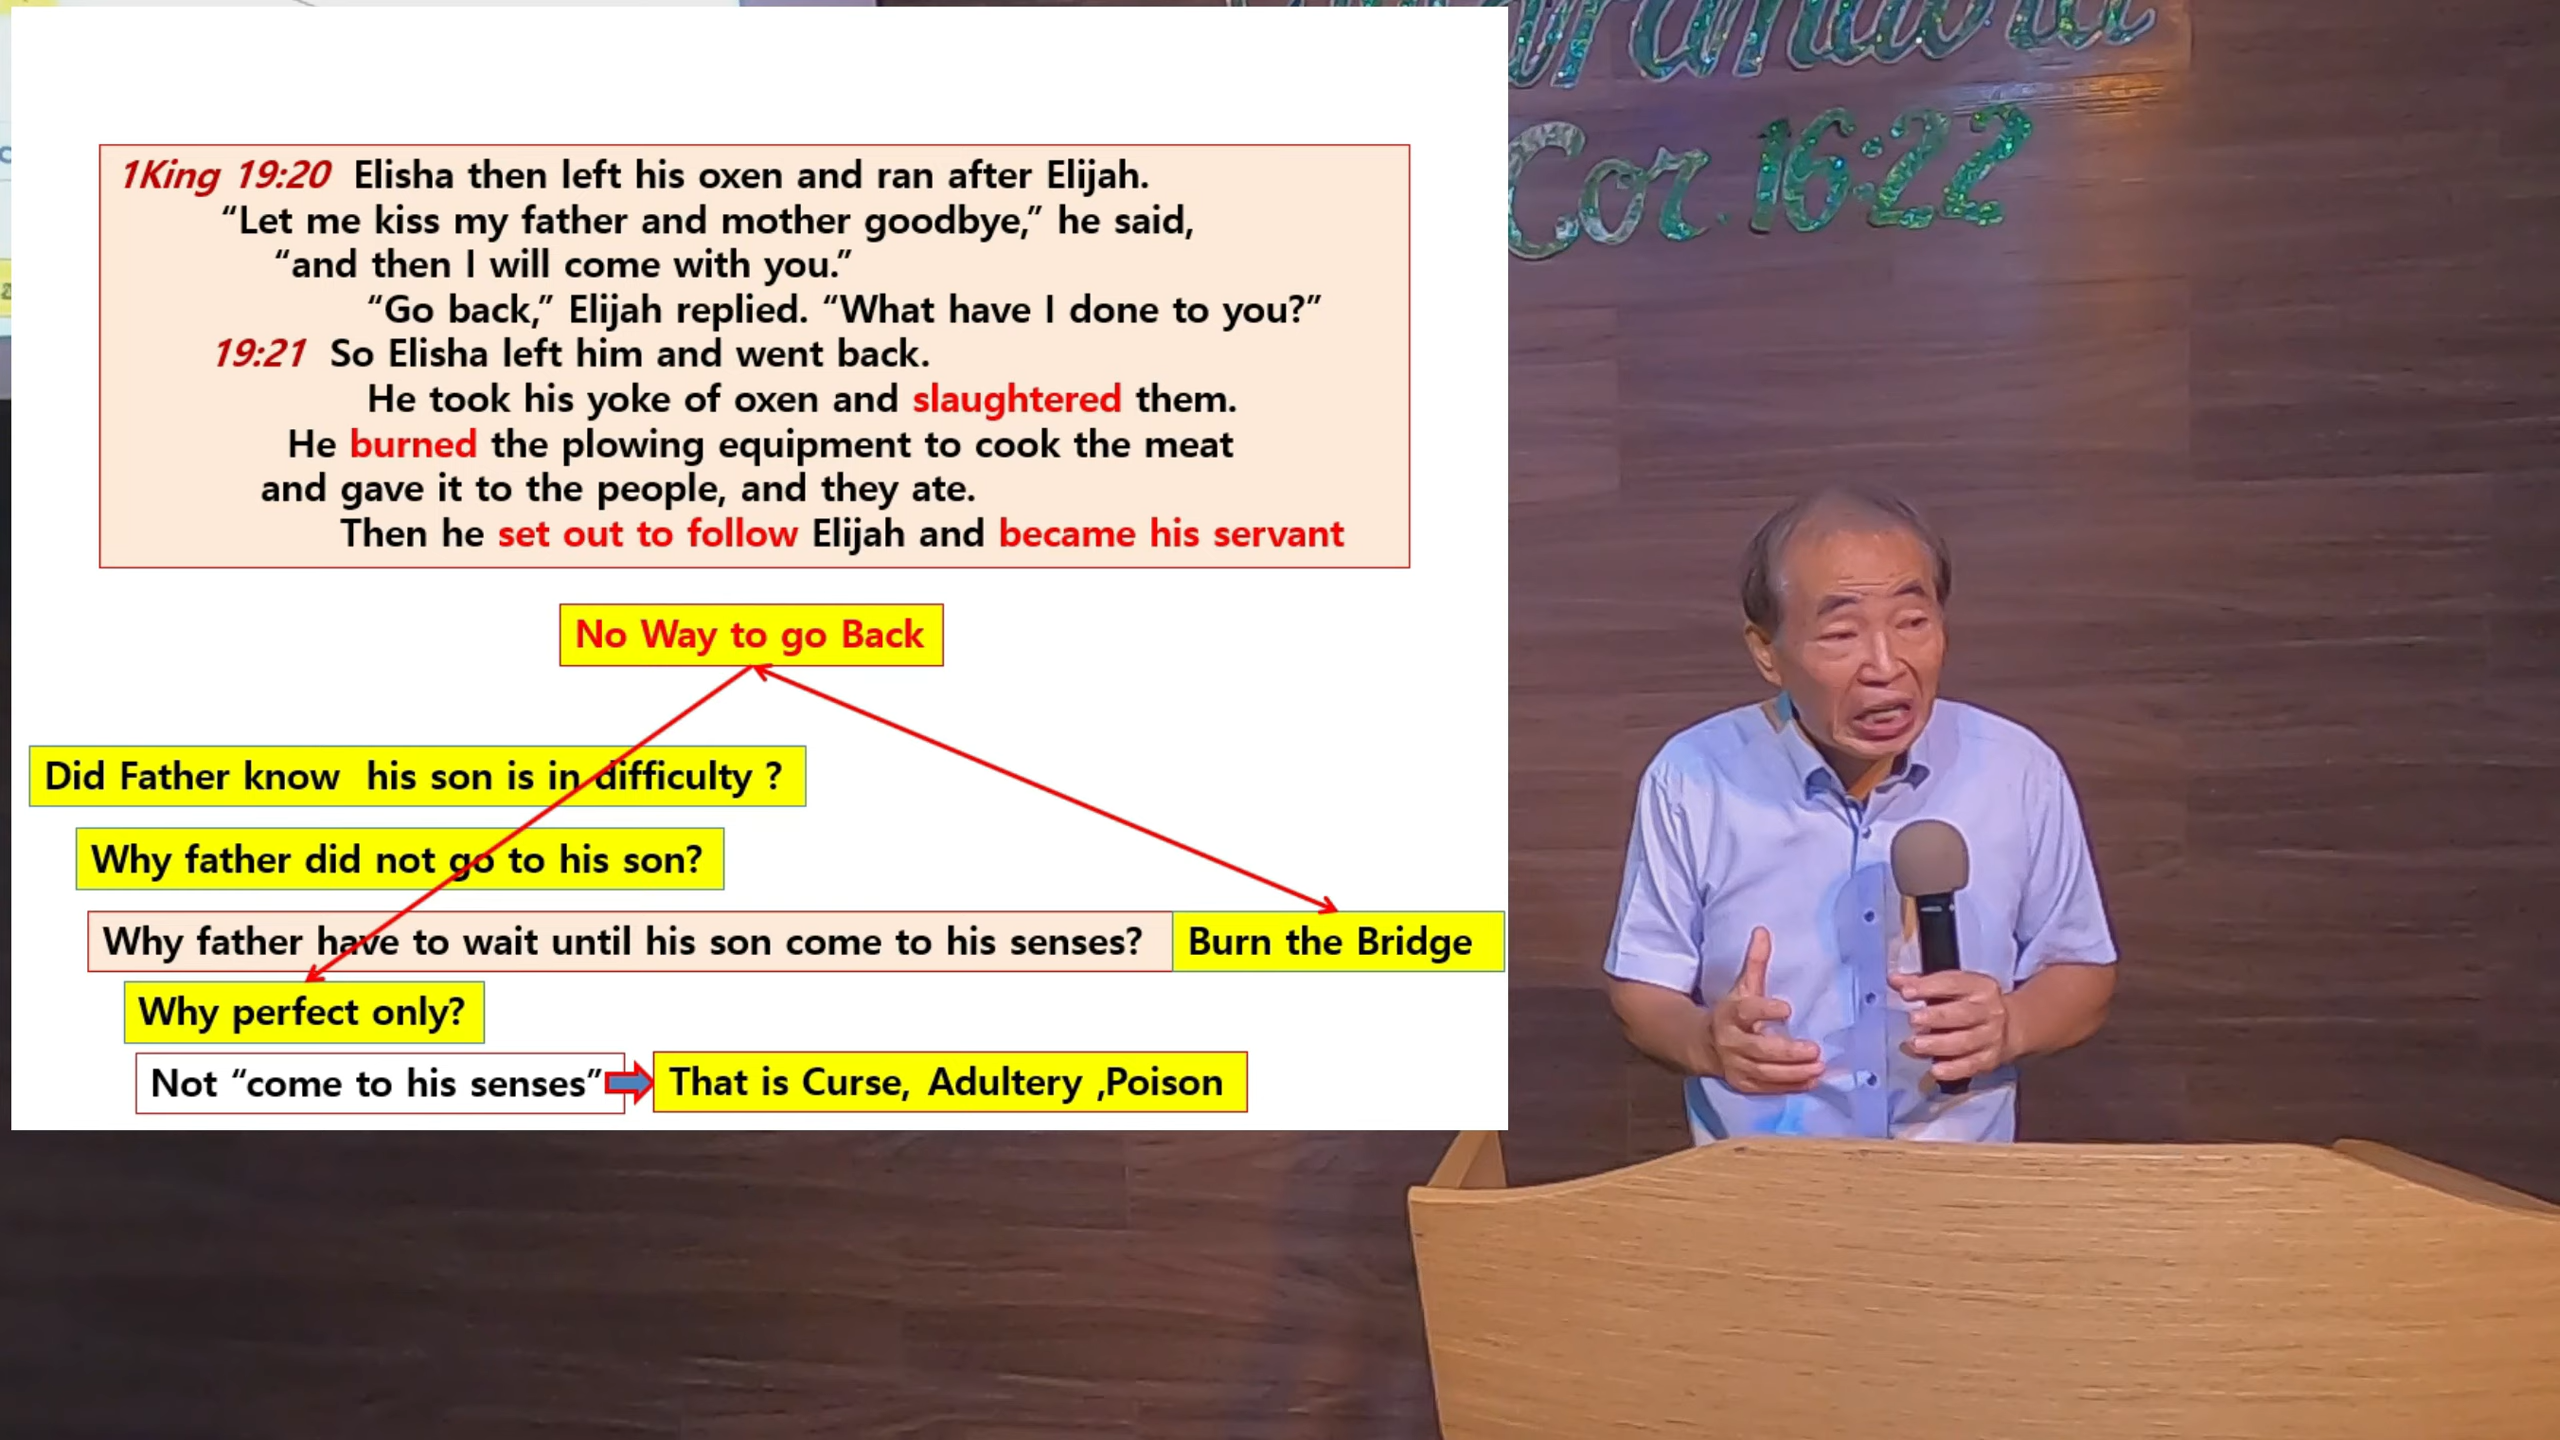 1King 19:20 Elisha then left his oxen and ran after Elijah.
“Let me kiss my father and mother goodbye,” he said,
“and then I will come with you.”
“Go back,” Elijah replied. “What have I done to you?”
19:21 So Elisha left him and went back.
He took his yoke of oxen and slaughtered them.
He burned the plowing equipment to cook the meat
and gave it to the people, and they ate.
Then he set out to follow Elijah and became his servant
No Way to go Back
Did Father know his son is in difficulty ?
Why father did not go to his son?
Why father have to wait until his son come to his senses?
Burn the Bridge
Why perfect only?
Not “come to his senses”
That is Curse, Adultery ,Poison
Cor. 16:22